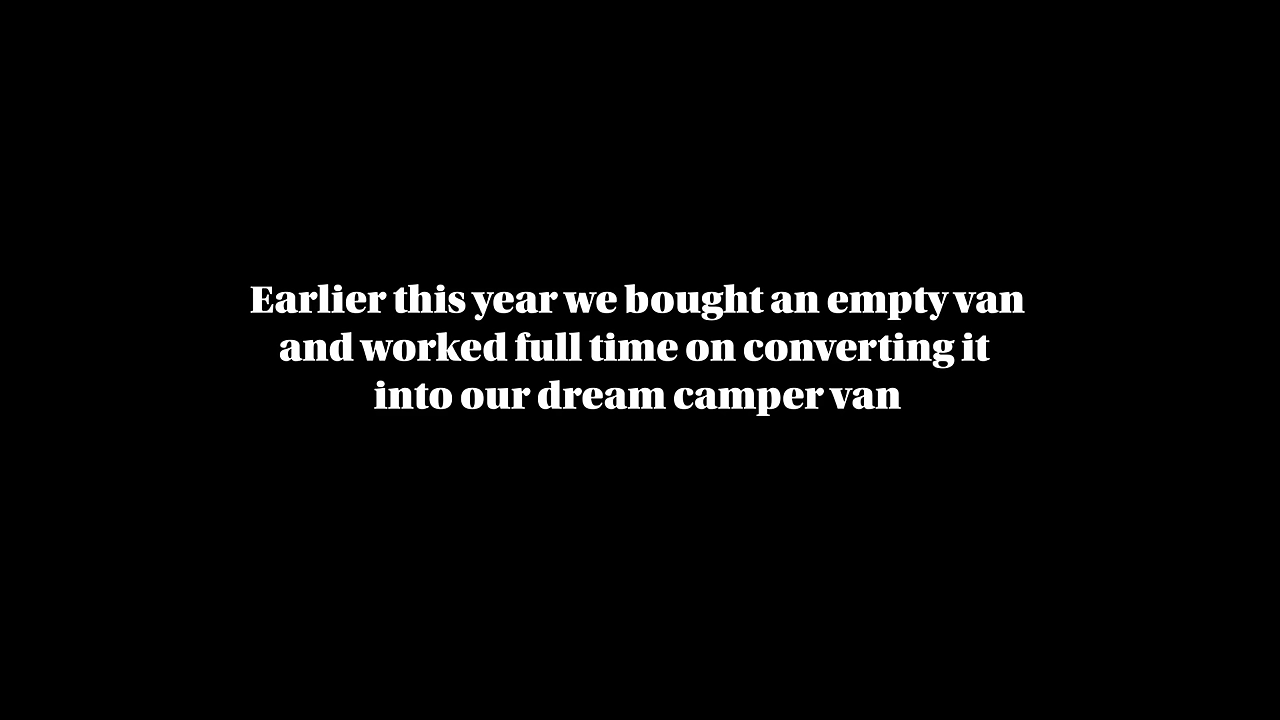 Earlier this year we bought an empty van
and worked full time on converting it
into our dream camper van